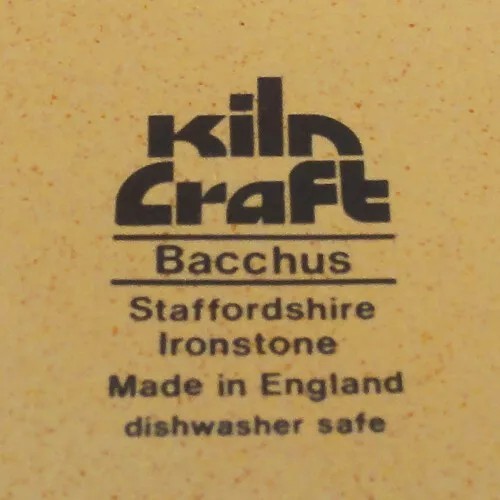 Kiln
Craft
Bacchus
Staffordshire
Ironstone
Made in England
dishwasher safe